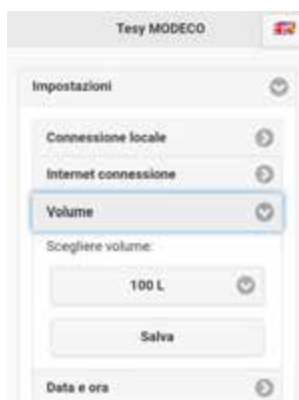 Tesy MODECO
Impostazioni
Connessione locale
Internet connessione
Volume
Scegliere volume:
100 L
Salva
Data e ora